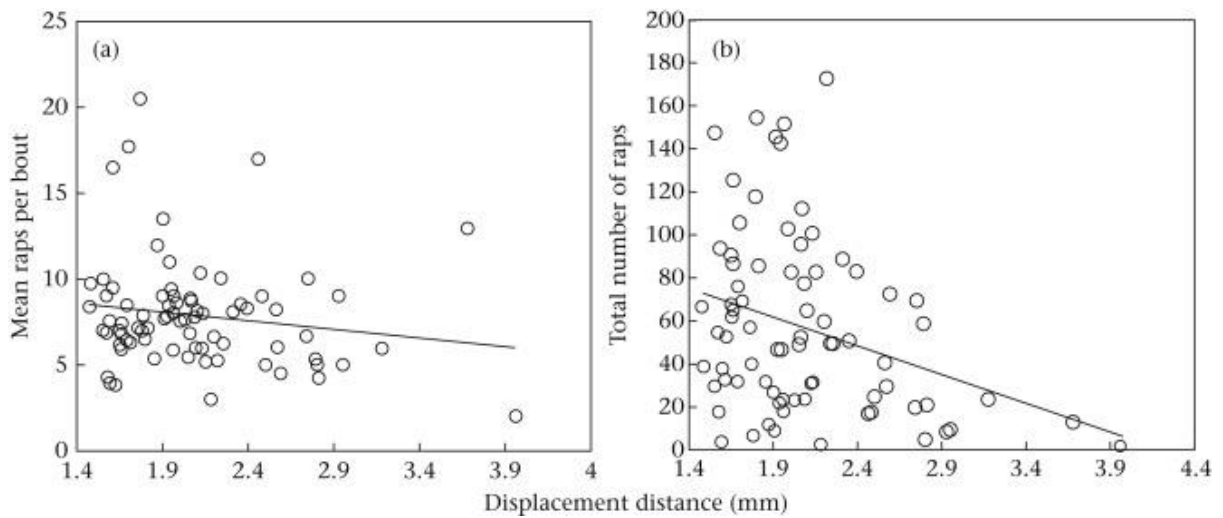 (a)
Mean raps per bout
25
20
15
10
5
0
1.4 1.9 2.4 2.9 3.4 3.9 4
(b)
Total number of raps
200
180
160
140
120
100
80
60
40
20
0
1.4 1.9 2.4 2.9 3.4 3.9 4.4
Displacement distance (mm)